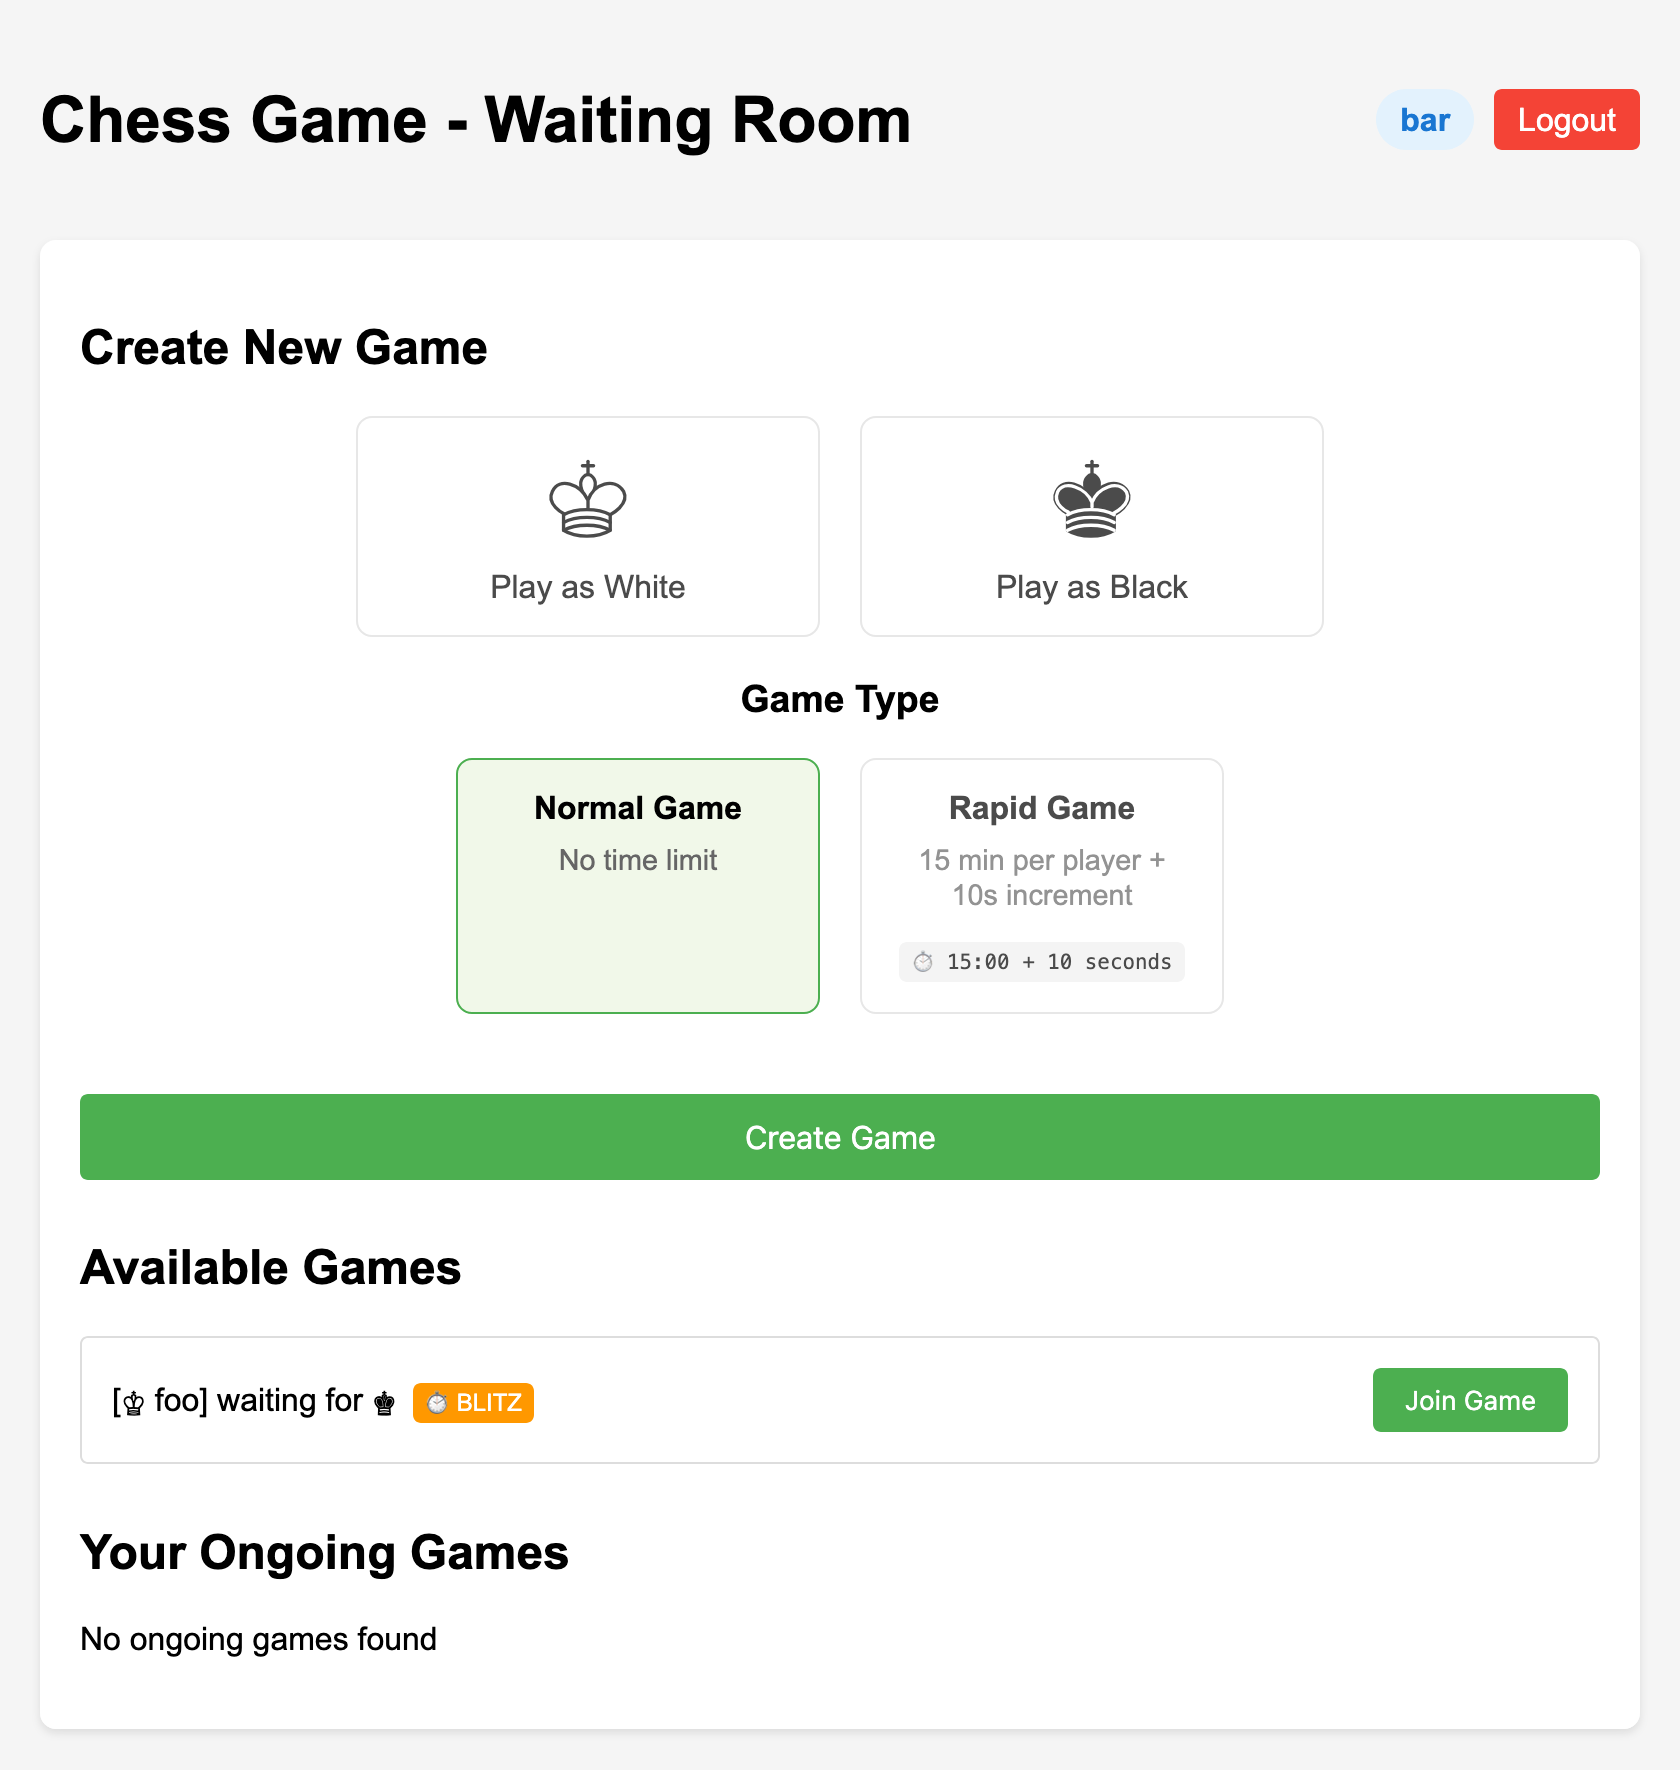 Chess Game - Waiting Room
bar
Logout
Create New Game
Play as White
Play as Black
Game Type
Normal Game
No time limit
Rapid Game
15 min per player +
10s increment
⏱ 15:00 + 10 seconds
Create Game
Available Games
[♔ foo] waiting for ♚ ⏱ BLITZ
Join Game
Your Ongoing Games
No ongoing games found